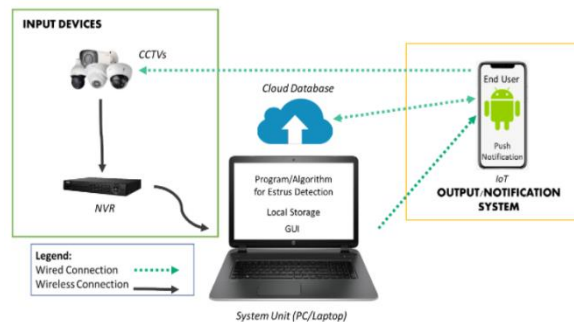 INPUT DEVICES
CCTVs
NVR
Cloud Database
End User
Push
Notification
IoT
OUTPUT/NOTIFICATION
SYSTEM
Program/Algorithm
for Estrus Detection
Local Storage
GUI
Legend:
Wired Connection
Wireless Connection
System Unit (PC/Laptop)